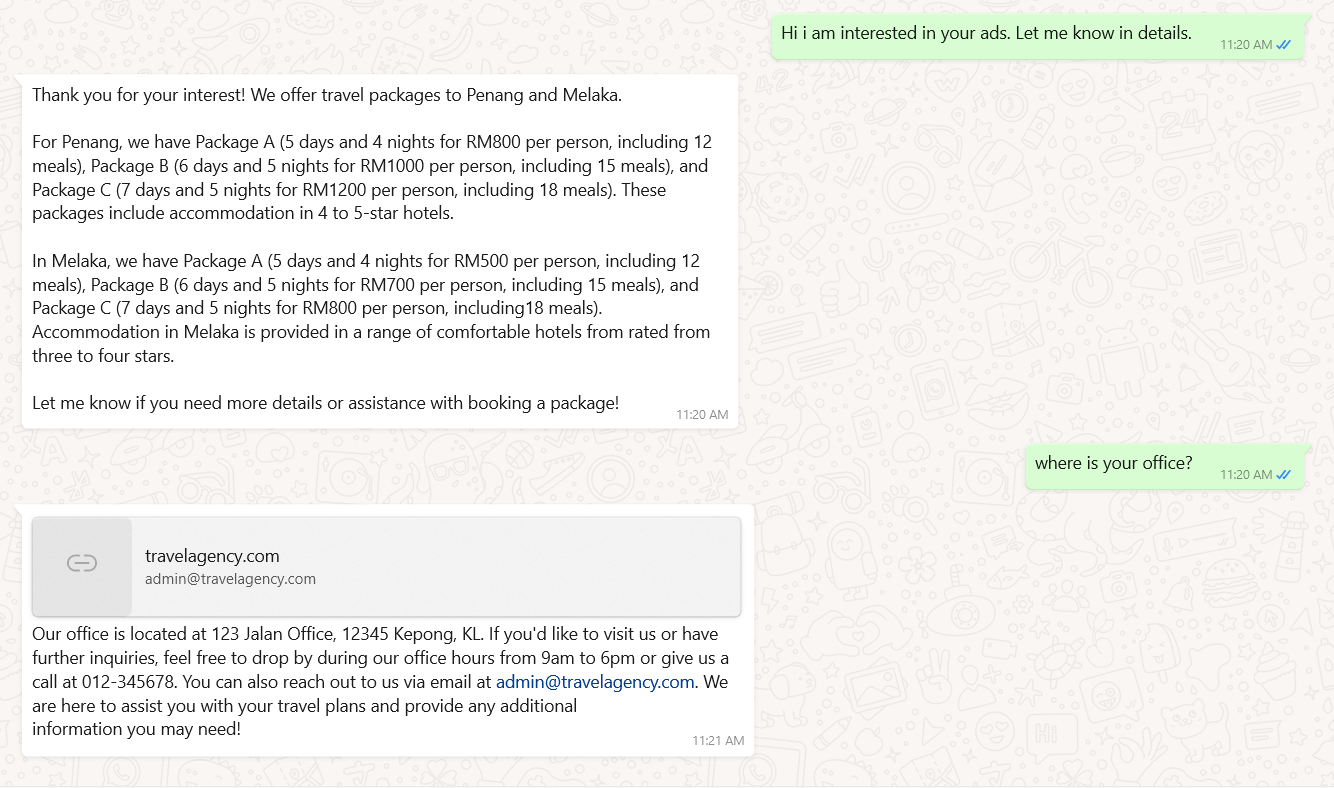 Hi i am interested in your ads. Let me know in details.
11:20 AM
Thank you for your interest! We offer travel packages to Penang and Melaka.
For Penang, we have Package A (5 days and 4 nights for RM800 per person, including 12
meals), Package B (6 days and 5 nights for RM1000 per person, including 15 meals), and
Package C (7 days and 5 nights for RM1200 per person, including 18 meals). These
packages include accommodation in 4 to 5-star hotels.
In Melaka, we have Package A (5 days and 4 nights for RM500 per person, including 12
meals), Package B (6 days and 5 nights for RM700 per person, including 15 meals), and
Package C (7 days and 5 nights for RM800 per person, including18 meals).
Accommodation in Melaka is provided in a range of comfortable hotels from rated from
three to four stars.
Let me know if you need more details or assistance with booking a package!
11:20 AM
where is your office?
11:20 AM
travelagency.com
admin@travelagency.com
Our office is located at 123 Jalan Office, 12345 Kepong, KL. If you'd like to visit us or have
further inquiries, feel free to drop by during our office hours from 9am to 6pm or give us a
call at 012-345678. You can also reach out to us via email at admin@travelagency.com. We
are here to assist you with your travel plans and provide any additional
information you may need!
11:21 AM